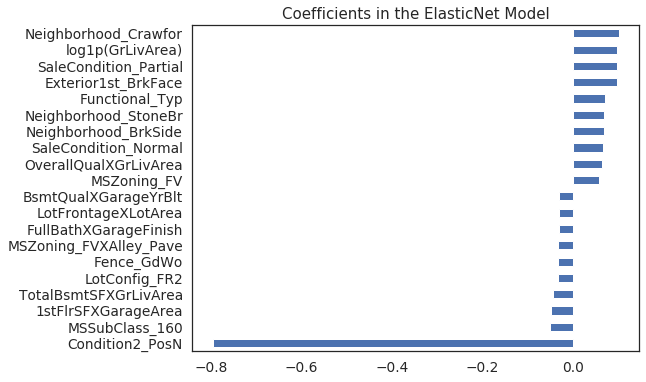 Coefficients in the ElasticNet Model
Neighborhood_Crawfor
log1p(GrLivArea)
SaleCondition_Partial
Exterior1st_BrkFace
Functional_Typ
Neighborhood_StoneBr
Neighborhood_BrkSide
SaleCondition_Normal
OverallQualXGrLivArea
MSZoning_FV
BsmtQualXGarageYrBlt
LotFrontageXLotArea
FullBathXGarageFinish
MSZoning_FVXAlley_Pave
Fence_GdWo
LotConfig_FR2
TotalBsmtSFXGrLivArea
1stFlrSFXGarageArea
MSSubClass_160
Condition2_PosN
−0.8 −0.6 −0.4 −0.2 0.0